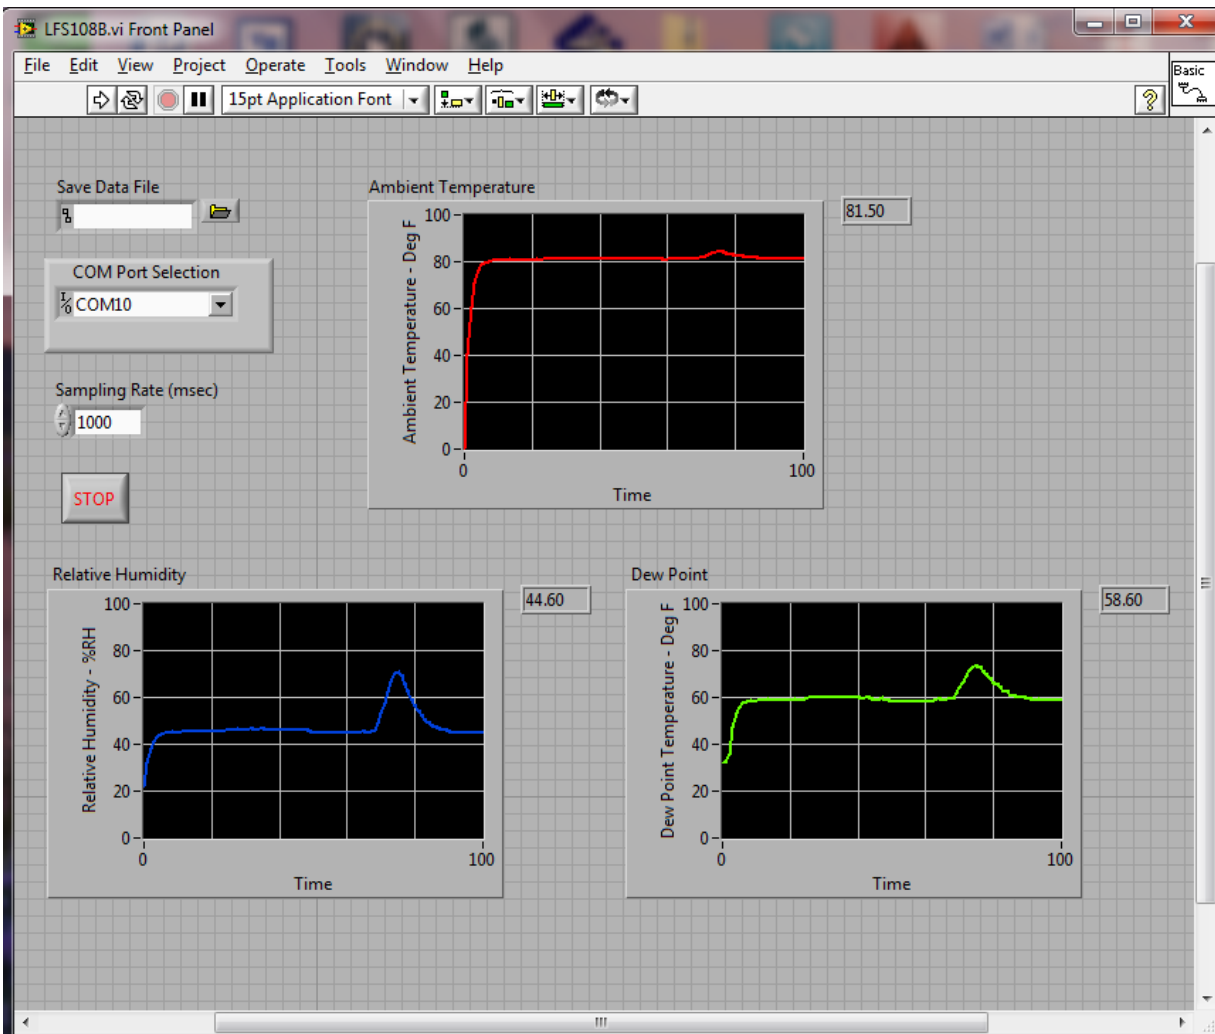 LFS108B.vi Front Panel
File Edit View Project Operate Tools Window Help
15pt Application Font
?
Basic
Save Data File
COM Port Selection
I/O COM10
Sampling Rate (msec)
1000
STOP
Ambient Temperature
81.50
Ambient Temperature - Deg F
100
80
60
40
20
0
0 100
Time
Relative Humidity
44.60
Relative Humidity - %RH
100
80
60
40
20
0
0 100
Time
Dew Point
58.60
Dew Point Temperature - Deg F
100
80
60
40
20
0
0 100
Time